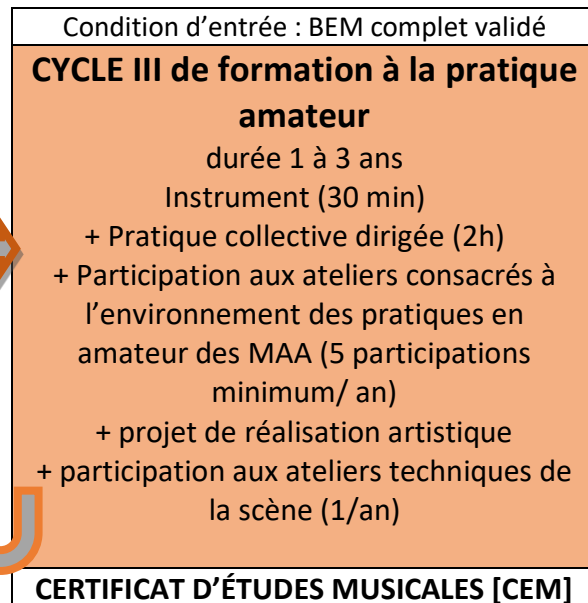 Condition d’entrée : BEM complet validé
CYCLE III de formation à la pratique
amateur
durée 1 à 3 ans
Instrument (30 min)
+ Pratique collective dirigée (2h)
+ Participation aux ateliers consacrés à
l’environnement des pratiques en
amateur des MAA (5 participations
minimum/ an)
+ projet de réalisation artistique
+ participation aux ateliers techniques de
la scène (1/an)
CERTIFICAT D’ÉTUDES MUSICALES [CEM]